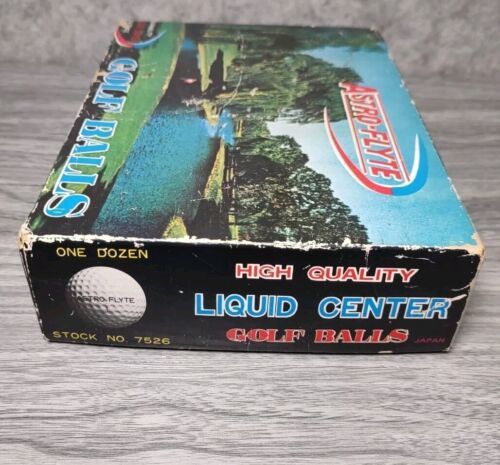 ASTRO-FLYTE
GOLF BALLS
ONE DOZEN
ASTRO-FLYTE
STOCK NO. 7526
HIGH QUALITY
LIQUID CENTER
GOLF BALLS JAPAN